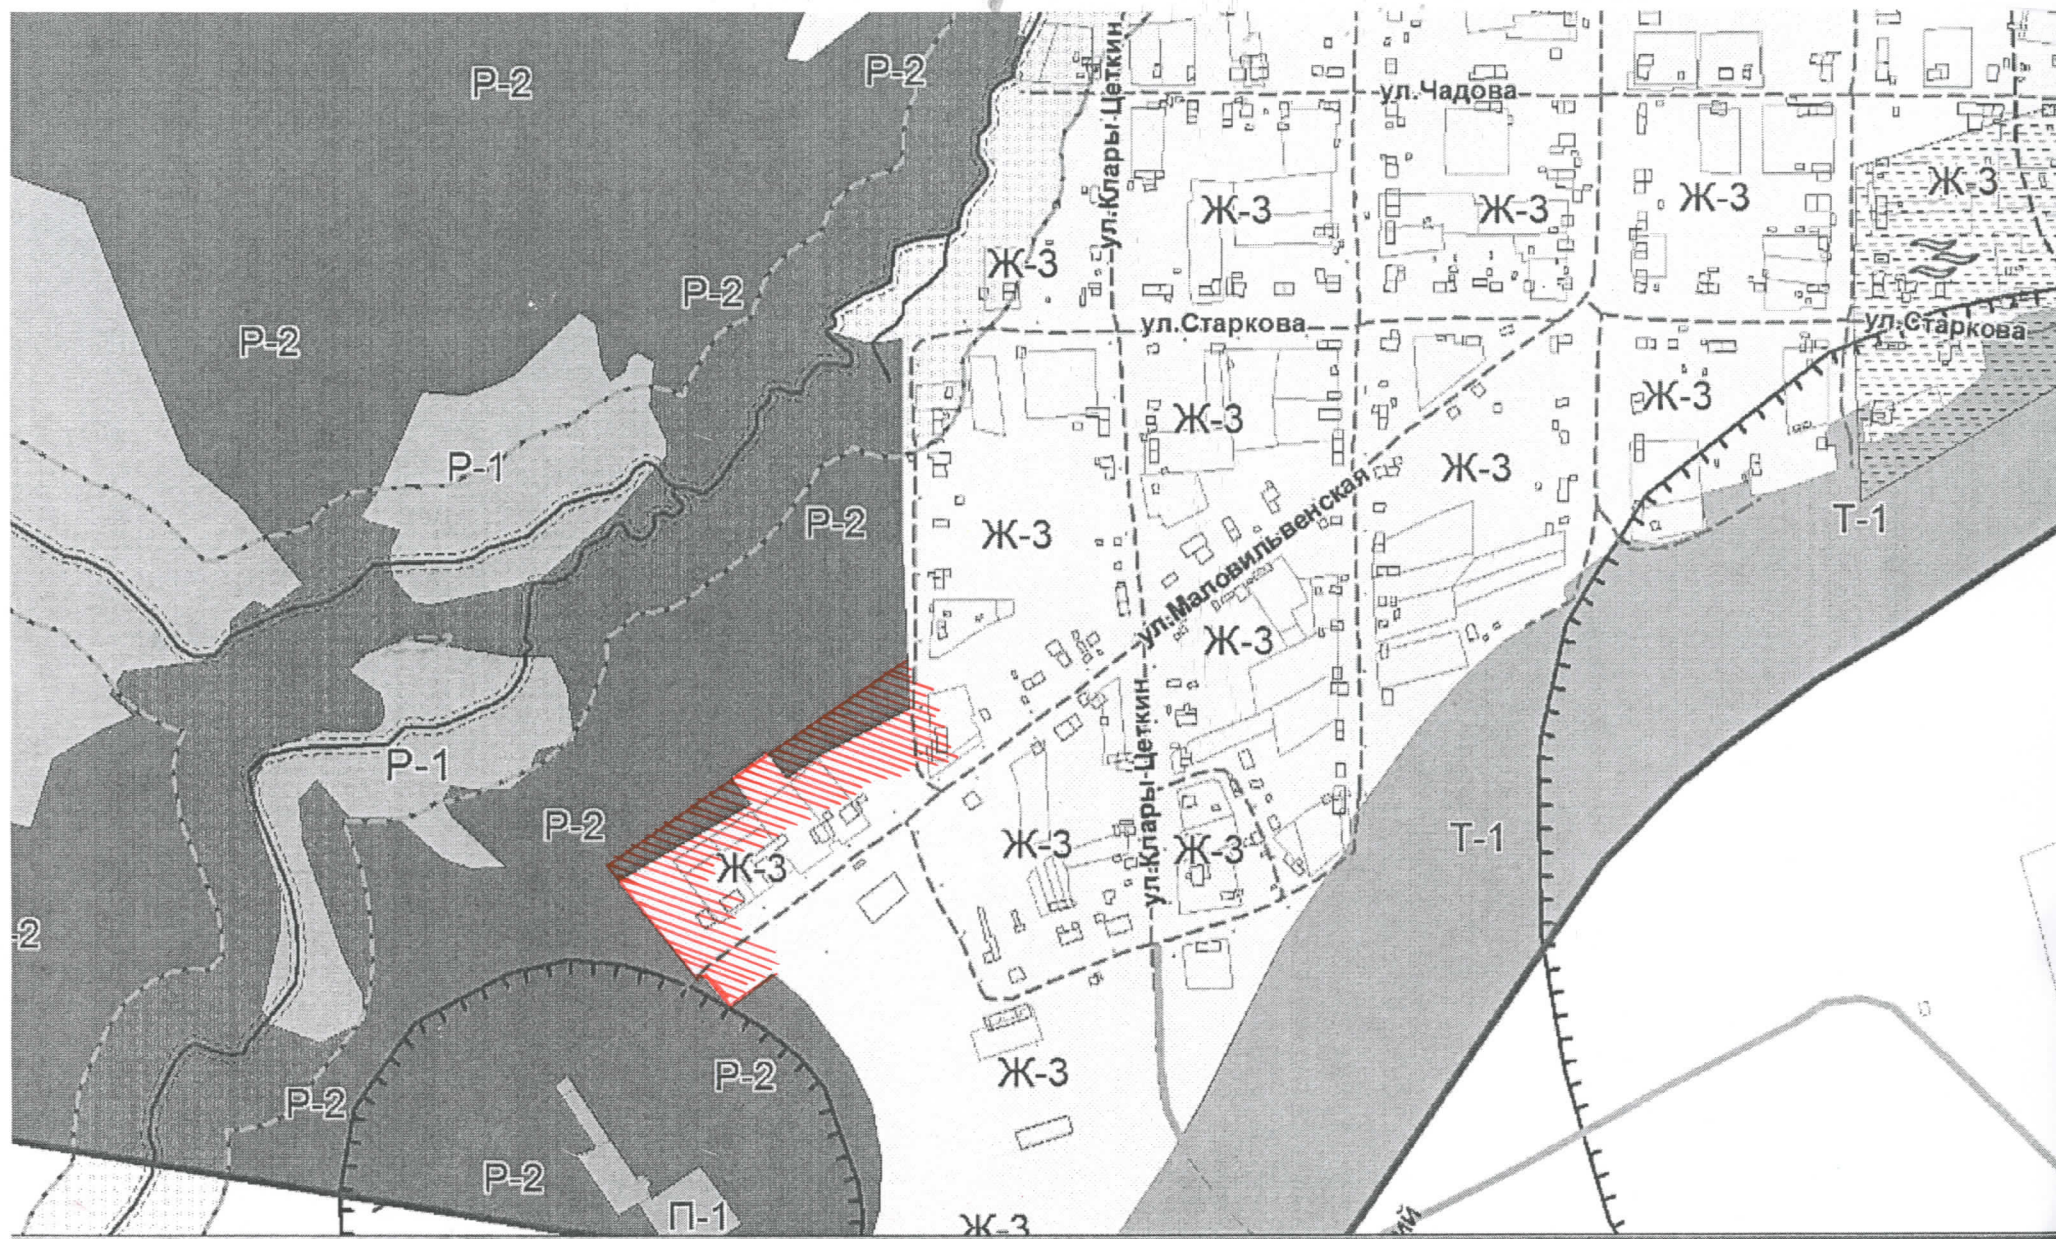 Р-2
Р-2
ул.Чадова
ул.Клары Цеткин
Ж-3
Ж-3
Ж-3
Ж-3
Ж-3
Р-2
Р-2
ул.Старкова
ул.Старкова
Ж-3
Ж-3
Р-1
Ж-3
Р-2
Ж-3
Т-1
ул.Маловильвенская
Ж-3
Р-1
ул.Клары Цеткин
Р-2
Ж-3
Ж-3
Ж-3
Т-1
-2
Р-2
Ж-3
Р-2
Р-2
П-1
Ж-3
ий